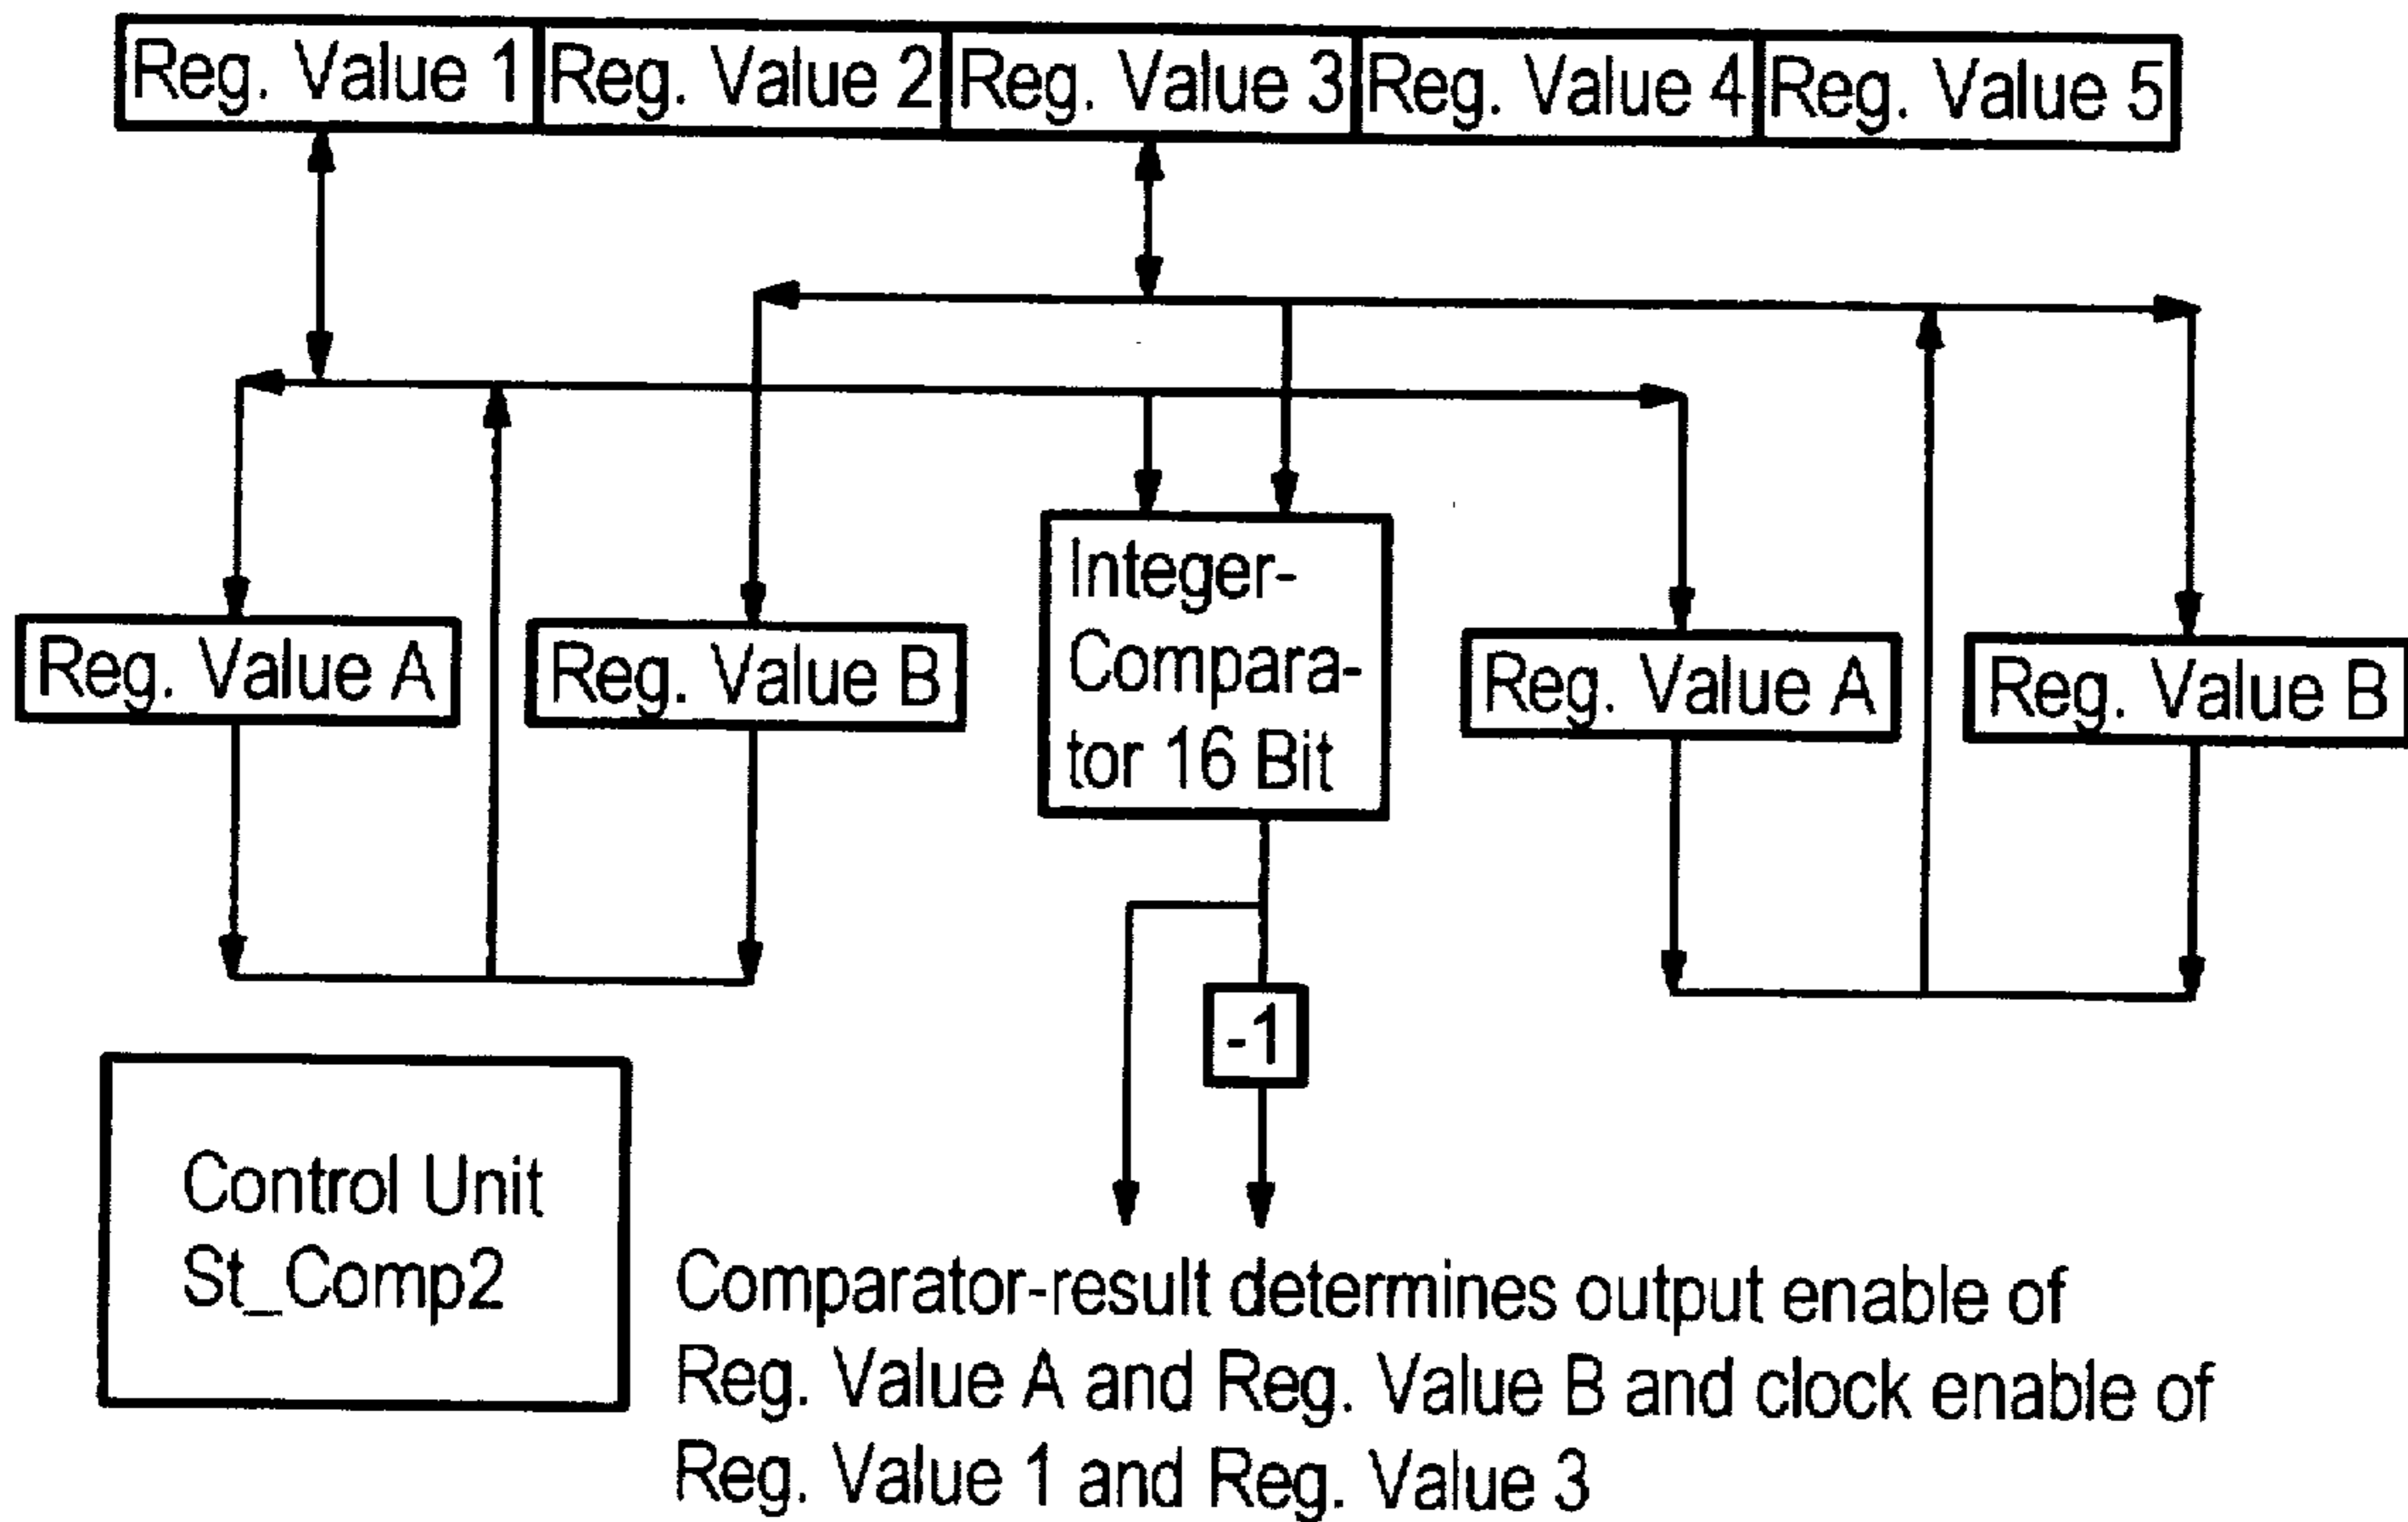 Reg. Value 1 Reg. Value 2 Reg. Value 3 Reg. Value 4 Reg. Value 5
Reg. Value A
Reg. Value B
Integer-
Compara-
tor 16 Bit
Reg. Value A
Reg. Value B
-1
Control Unit
St_Comp2
Comparator-result determines output enable of
Reg. Value A and Reg. Value B and clock enable of
Reg. Value 1 and Reg. Value 3